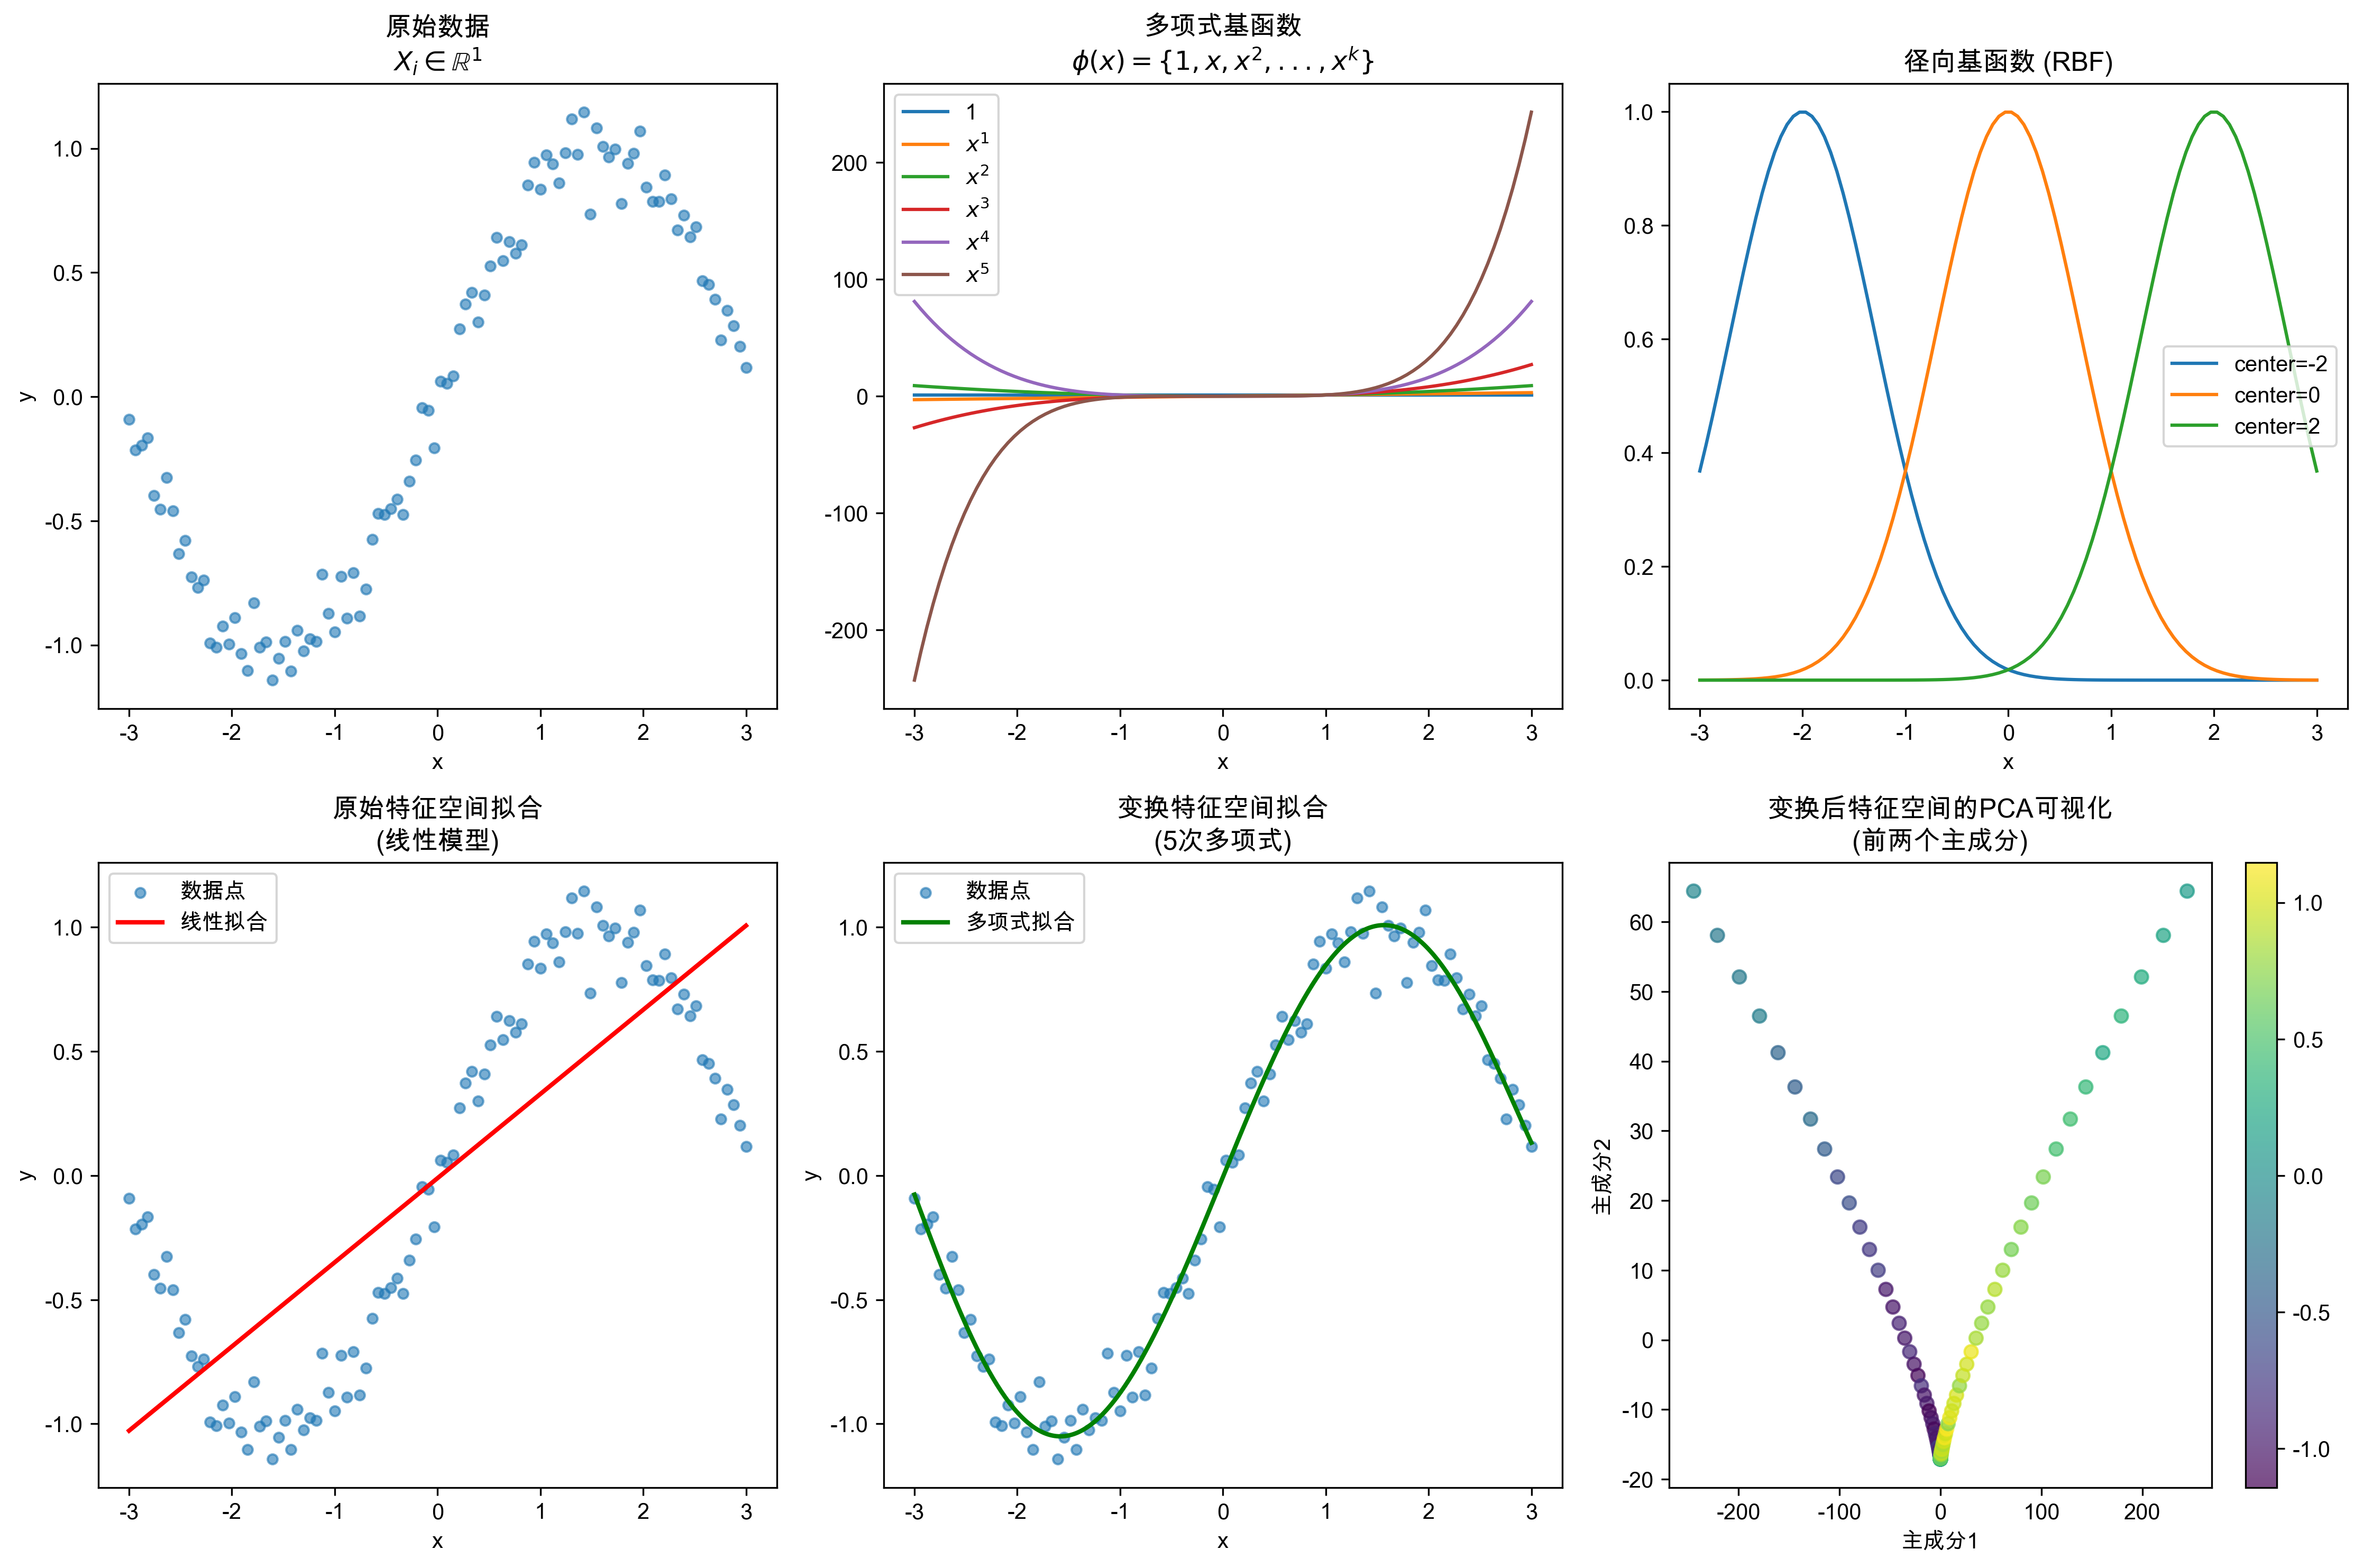 原始数据
$X_i \in \mathbb{R}^1$
1.0
0.5
0.0
-0.5
-1.0
y
-3 -2 -1 0 1 2 3
x
多项式基函数
$\phi(x) = \{1, x, x^2, ..., x^k\}$
1
$x^1$
$x^2$
$x^3$
$x^4$
$x^5$
200
100
0
-100
-200
-3 -2 -1 0 1 2 3
x
径向基函数 (RBF)
1.0
0.8
0.6
0.4
0.2
0.0
center=-2
center=0
center=2
-3 -2 -1 0 1 2 3
x
原始特征空间拟合
(线性模型)
数据点
线性拟合
1.0
0.5
0.0
-0.5
-1.0
y
-3 -2 -1 0 1 2 3
x
变换特征空间拟合
(5次多项式)
数据点
多项式拟合
1.0
0.5
0.0
-0.5
-1.0
y
-3 -2 -1 0 1 2 3
x
变换后特征空间的PCA可视化
(前两个主成分)
60
50
40
30
20
10
0
-10
-20
主成分2
-200 -100 0 100 200
主成分1
1.0
0.5
0.0
-0.5
-1.0